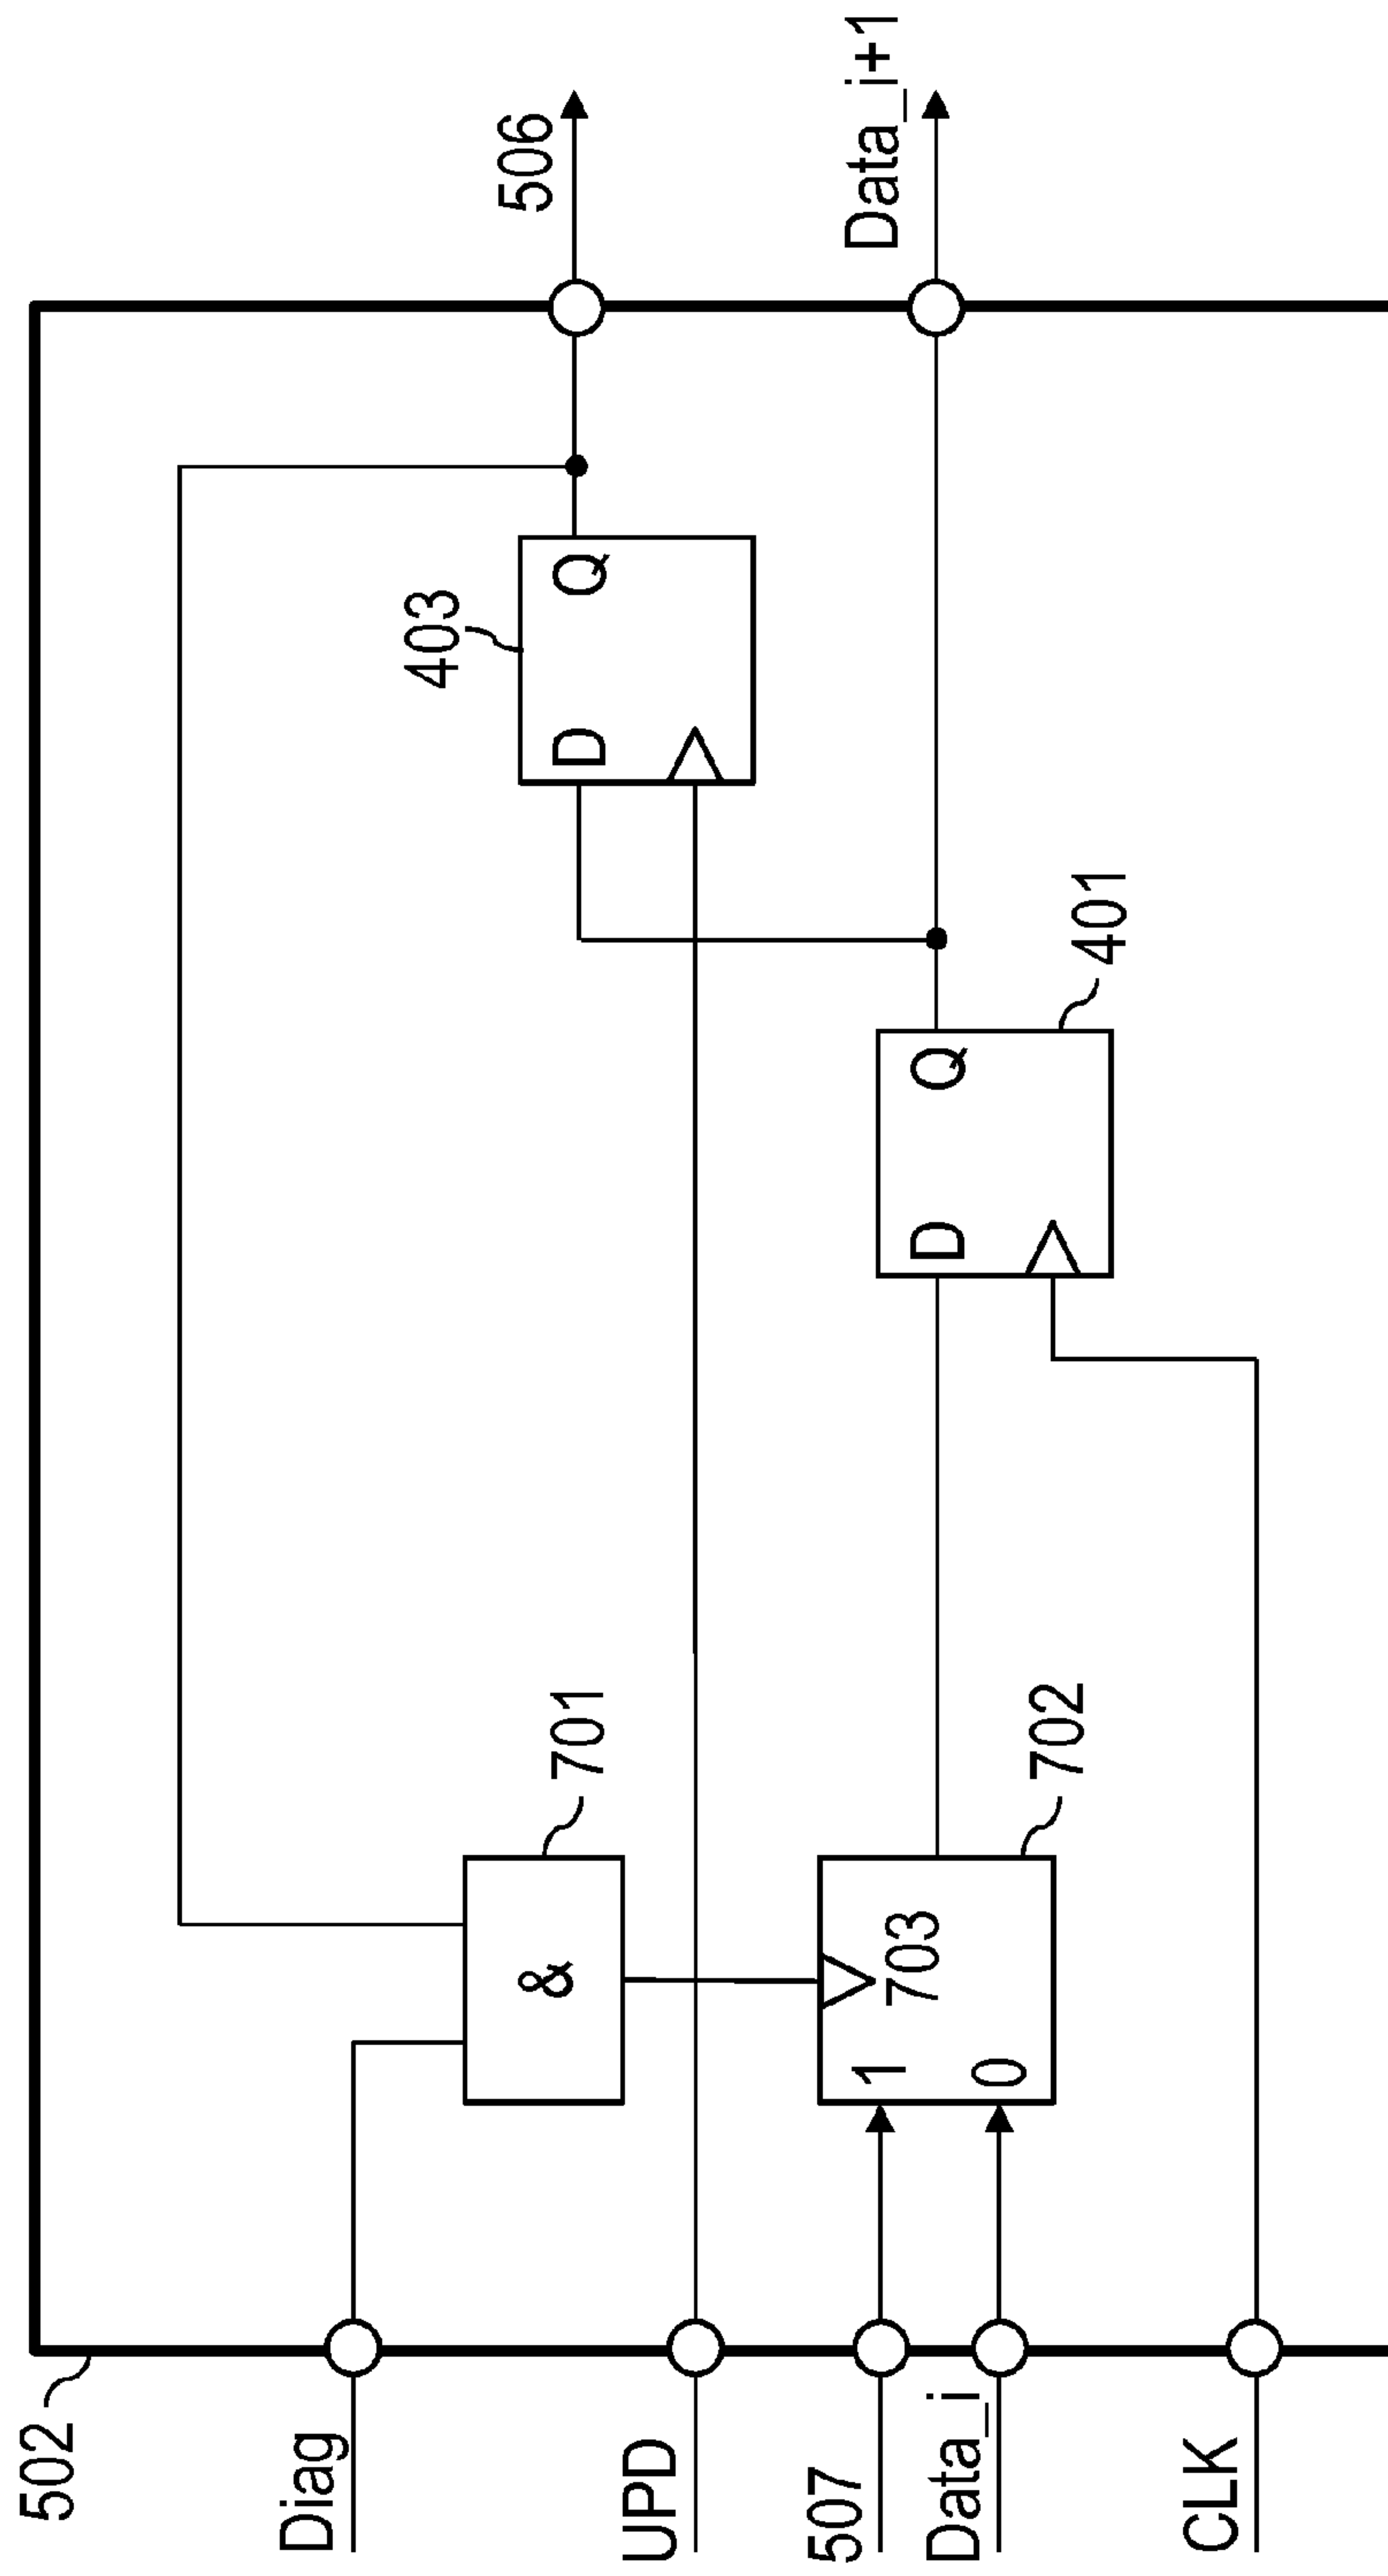 502
Diag
UPD
507
Data_i
CLK
&
701
1
0
703
702
D
Q
401
D
Q
403
506
Data_i+1